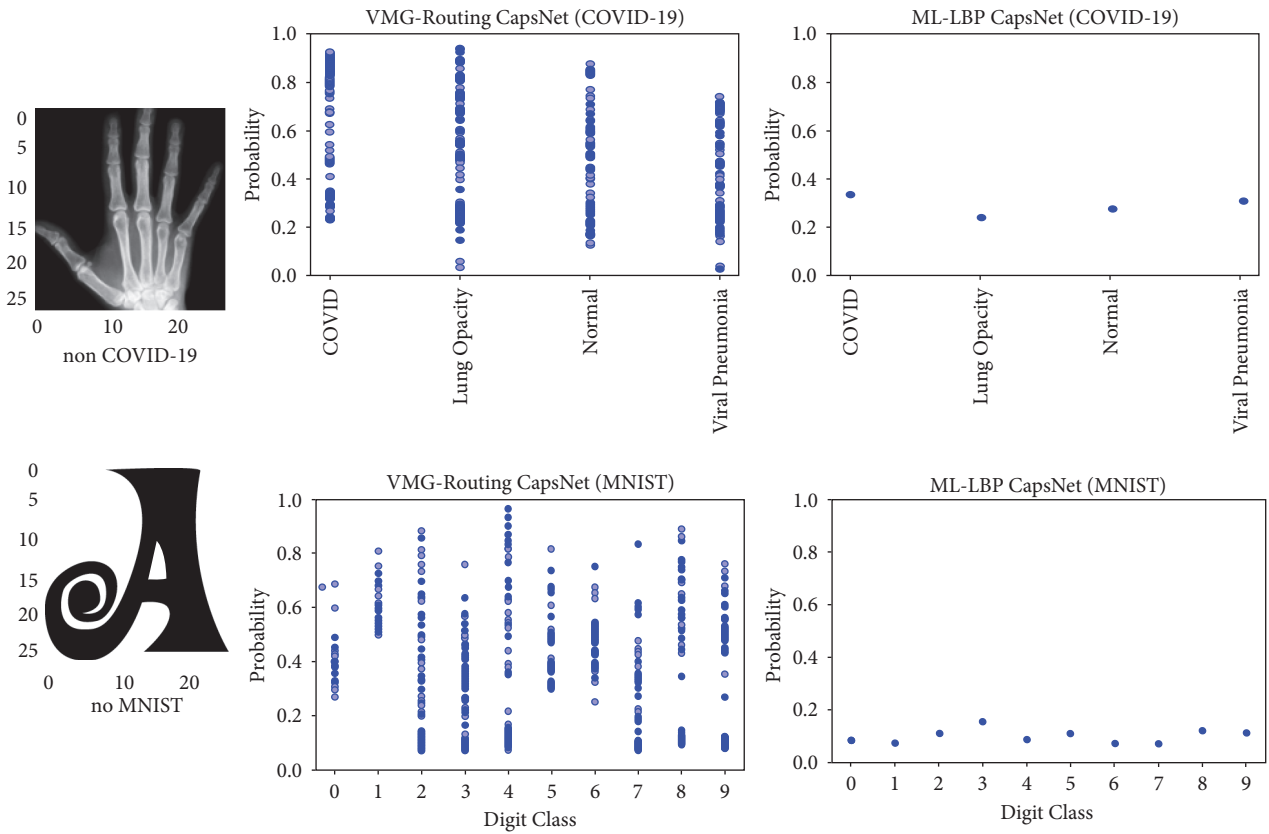 VMG-Routing CapsNet (COVID-19)
ML-LBP CapsNet (COVID-19)
0
5
10
15
20
25
0 10 20
non COVID-19
Probability
1.0
0.8
0.6
0.4
0.2
0.0
COVID
Lung Opacity
Normal
Viral Pneumonia
Probability
1.0
0.8
0.6
0.4
0.2
0.0
COVID
Lung Opacity
Normal
Viral Pneumonia
0
5
10
15
20
25
0 10 20
no MNIST
VMG-Routing CapsNet (MNIST)
Probability
1.0
0.8
0.6
0.4
0.2
0.0
0 1 2 3 4 5 6 7 8 9
Digit Class
ML-LBP CapsNet (MNIST)
Probability
1.0
0.8
0.6
0.4
0.2
0.0
0 1 2 3 4 5 6 7 8 9
Digit Class
A